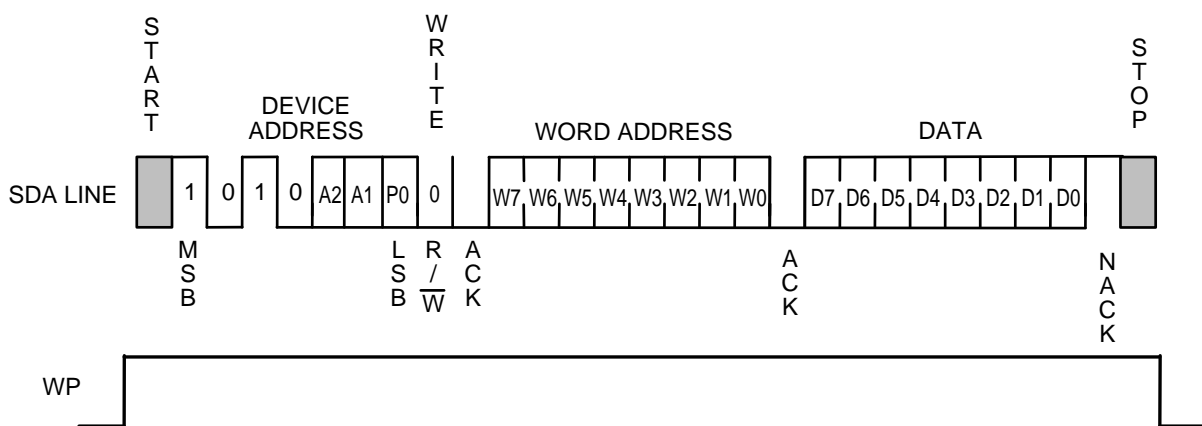 START
WRITE
STOP
DEVICE
ADDRESS
WORD ADDRESS
DATA
SDA LINE
1 0 1 0 A2 A1 P0 0 W7 W6 W5 W4 W3 W2 W1 W0 D7 D6 D5 D4 D3 D2 D1 D0
MSB
LSB
R/W
ACK
ACK
NACK
WP